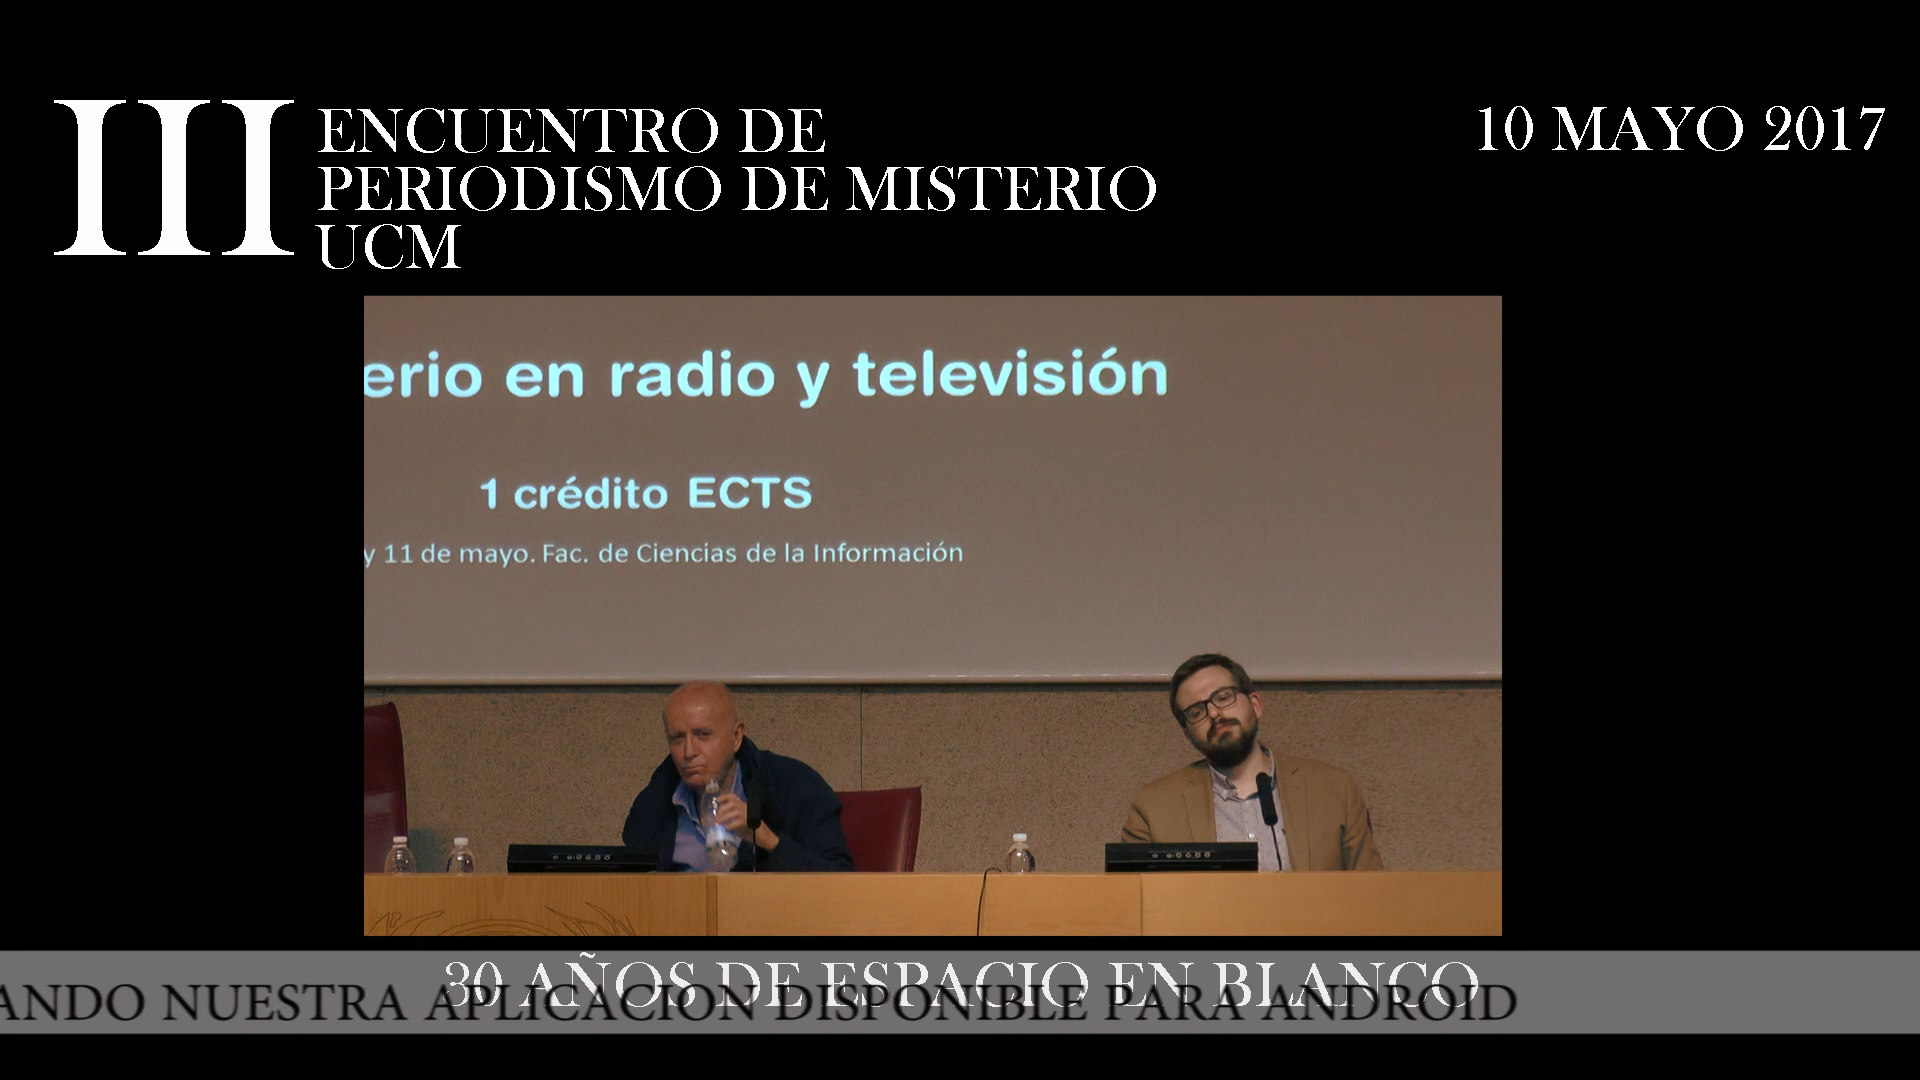 III
ENCUENTRO DE
PERIODISMO DE MISTERIO
UCM
10 MAYO 2017
erio en radio y televisión
1 crédito ECTS
y 11 de mayo. Fac. de Ciencias de la Información
30 AÑOS DE ESPACIO EN BLANCO
ANDO NUESTRA APLICACION DISPONIBLE PARA ANDROID